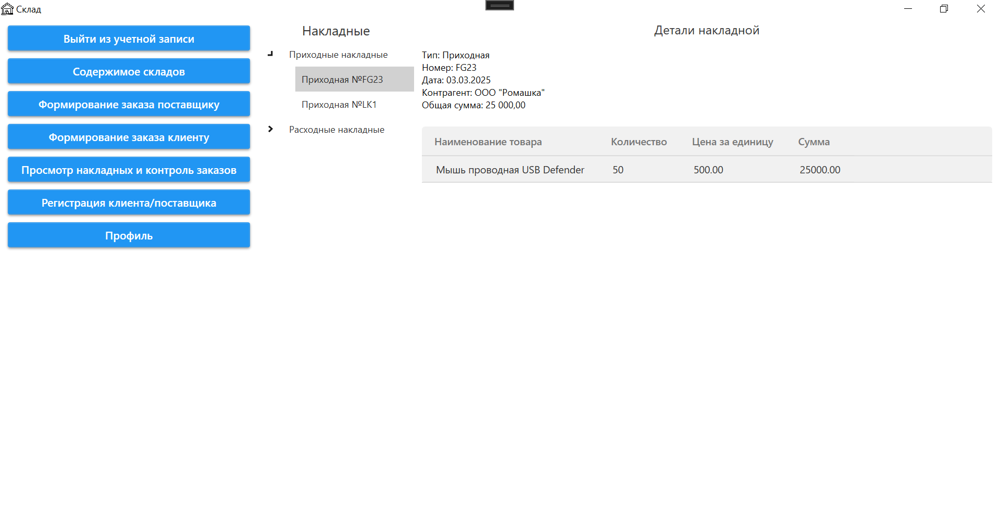 Склад
Выйти из учетной записи
Содержимое складов
Формирование заказа поставщику
Формирование заказа клиенту
Просмотр накладных и контроль заказов
Регистрация клиента/поставщика
Профиль
Накладные
Приходные накладные
Приходная №FG23
Приходная №LK1
Расходные накладные
Детали накладной
Тип: Приходная
Номер: FG23
Дата: 03.03.2025
Контрагент: ООО "Ромашка"
Общая сумма: 25 000,00
Наименование товара Количество Цена за единицу Сумма
Мышь проводная USB Defender 50 500.00 25000.00